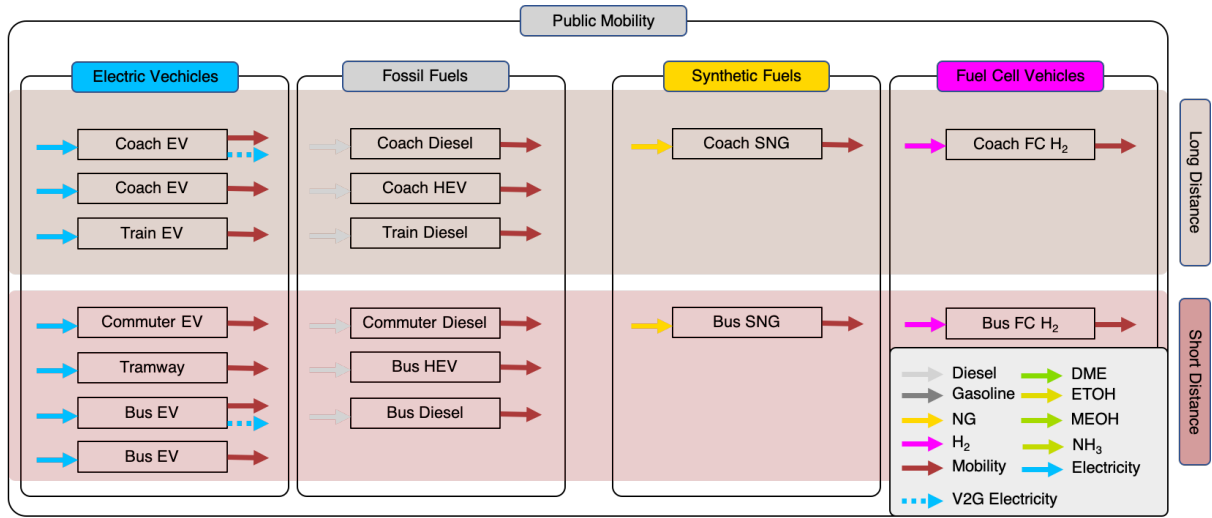 Public Mobility
Electric Vechicles
Fossil Fuels
Synthetic Fuels
Fuel Cell Vehicles
Coach EV
Coach Diesel
Coach SNG
Coach FC H₂
Coach EV
Coach HEV
Train EV
Train Diesel
Long Distance
Commuter EV
Commuter Diesel
Bus SNG
Bus FC H₂
Tramway
Bus HEV
Bus EV
Bus Diesel
Bus EV
Short Distance
Diesel
DME
Gasoline
ETOH
NG
MEOH
H₂
NH₃
Mobility
Electricity
V2G Electricity